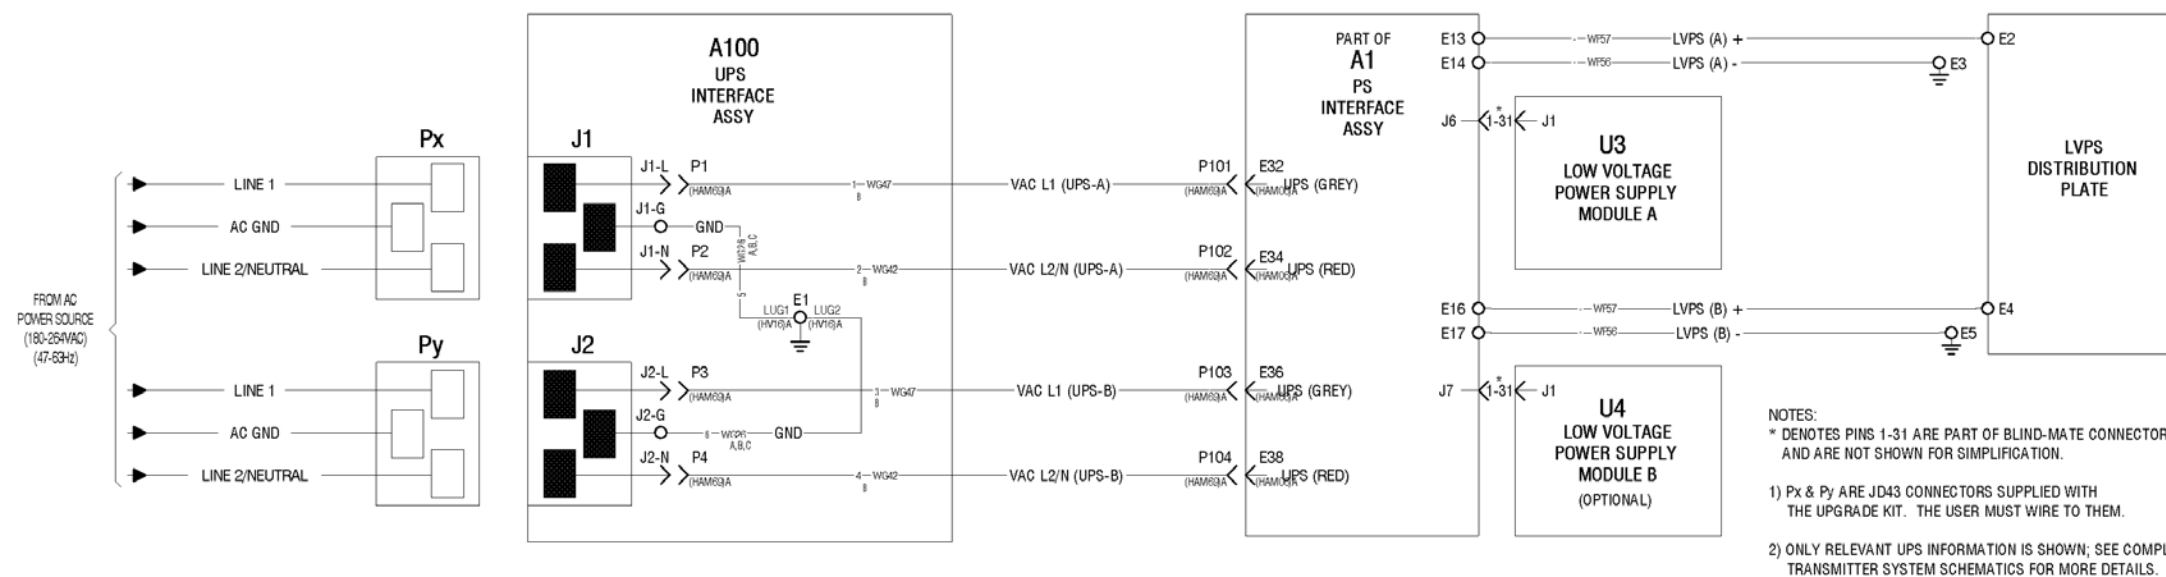 FROM AC
POWER SOURCE
(180-264VAC)
(47-63Hz)
LINE 1
AC GND
LINE 2/NEUTRAL
LINE 1
AC GND
LINE 2/NEUTRAL
Px
Py
A100
UPS
INTERFACE
ASSY
J1
J1-L
P1
(HAM69)A
1
WG47
B
VAC L1 (UPS-A)
J1-G
GND
WG26
A,B,C
5
J1-N
P2
(HAM69)A
2
WG42
B
VAC L2/N (UPS-A)
E1
LUG1
LUG2
(HV16)A
(HV16)A
J2
J2-L
P3
(HAM69)A
3
WG47
B
VAC L1 (UPS-B)
J2-G
6
WG26
A,B,C
GND
J2-N
P4
(HAM69)A
4
WG42
B
VAC L2/N (UPS-B)
PART OF
A1
PS
INTERFACE
ASSY
P101
(HAM69)A
E32
UPS (GREY)
P102
(HAM69)A
E34
UPS (RED)
P103
(HAM69)A
E36
UPS (GREY)
P104
(HAM69)A
E38
UPS (RED)
E13
WF57
LVPS (A) +
E2
E14
WF56
LVPS (A) -
E3
J6
1-31
*
J1
U3
LOW VOLTAGE
POWER SUPPLY
MODULE A
E16
WF57
LVPS (B) +
E4
E17
WF56
LVPS (B) -
E5
J7
1-31
*
J1
U4
LOW VOLTAGE
POWER SUPPLY
MODULE B
(OPTIONAL)
LVPS
DISTRIBUTION
PLATE
NOTES:
* DENOTES PINS 1-31 ARE PART OF BLIND-MATE CONNECTOR
AND ARE NOT SHOWN FOR SIMPLIFICATION.
1) Px & Py ARE JD43 CONNECTORS SUPPLIED WITH
THE UPGRADE KIT. THE USER MUST WIRE TO THEM.
2) ONLY RELEVANT UPS INFORMATION IS SHOWN; SEE COMPL
TRANSMITTER SYSTEM SCHEMATICS FOR MORE DETAILS.